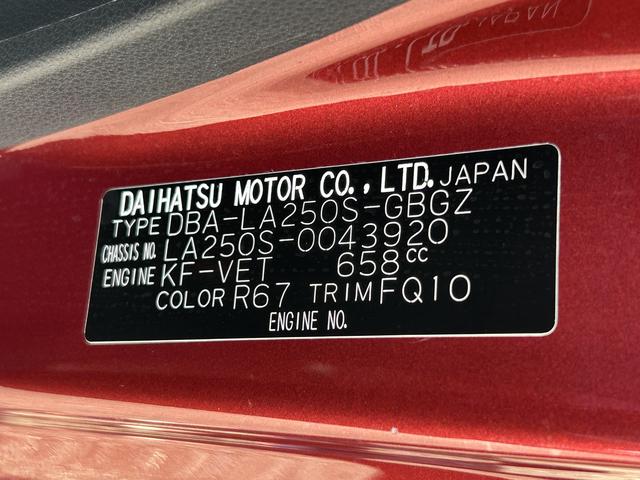 DAIHATSU MOTOR CO., LTD. JAPAN
TYPE DBA-LA250S-GBGZ
CHASSIS NO. LA250S-0043920
ENGINE KF-VET 658cc
COLOR R67 TRIM FQ10
ENGINE NO.